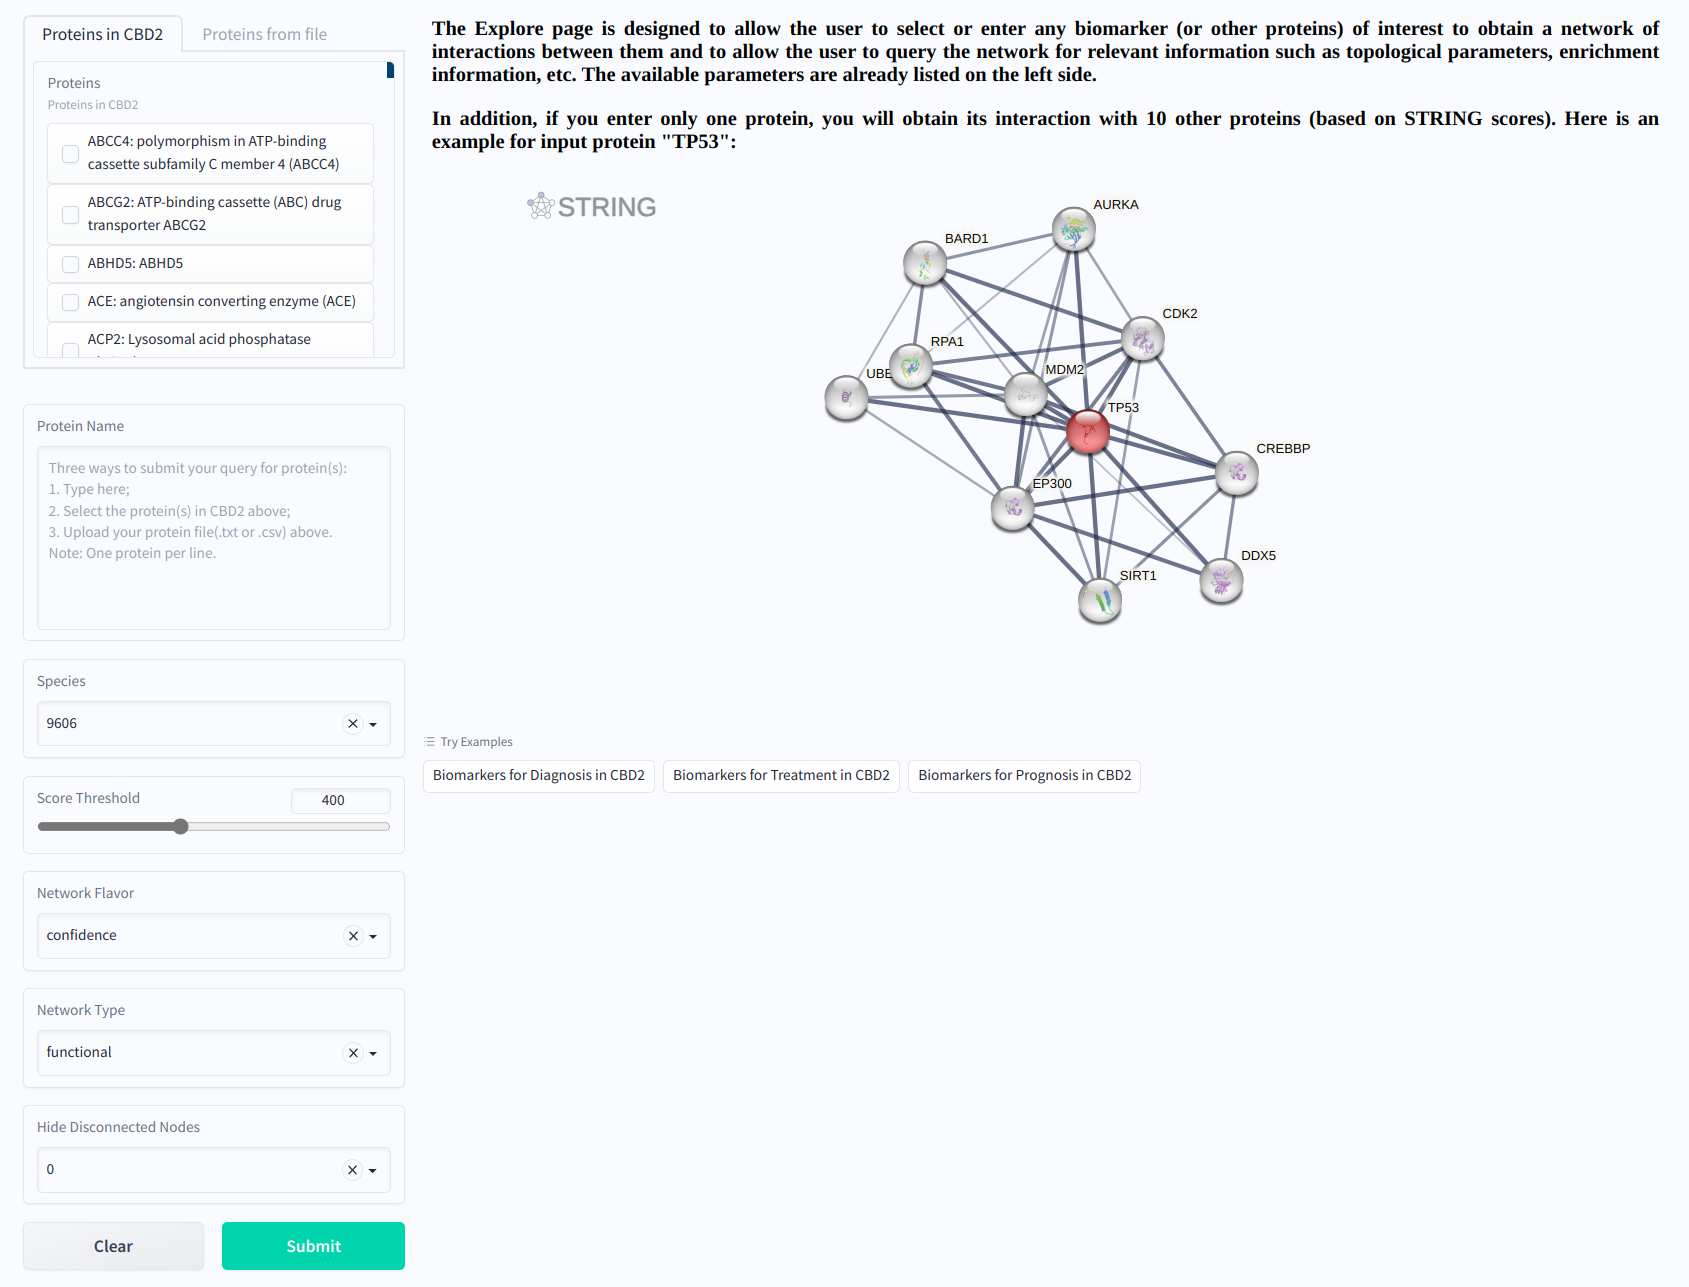 Proteins in CBD2
Proteins from file
Proteins
Proteins in CBD2
ABCC4: polymorphism in ATP-binding
cassette subfamily C member 4 (ABCC4)
ABCG2: ATP-binding cassette (ABC) drug
transporter ABCG2
ABHD5: ABHD5
ACE: angiotensin converting enzyme (ACE)
ACP2: Lysosomal acid phosphatase
Protein Name
Three ways to submit your query for protein(s):
1. Type here;
2. Select the protein(s) in CBD2 above;
3. Upload your protein file(.txt or .csv) above.
Note: One protein per line.
Species
9606
Score Threshold
400
Network Flavor
confidence
Network Type
functional
Hide Disconnected Nodes
0
Clear
Submit
The Explore page is designed to allow the user to select or enter any biomarker (or other proteins) of interest to obtain a network of
interactions between them and to allow the user to query the network for relevant information such as topological parameters, enrichment
information, etc. The available parameters are already listed on the left side.
In addition, if you enter only one protein, you will obtain its interaction with 10 other proteins (based on STRING scores). Here is an
example for input protein "TP53":
STRING
AURKA
BARD1
CDK2
RPA1
MDM2
TP53
CREBBP
EP300
DDX5
SIRT1
Try Examples
Biomarkers for Diagnosis in CBD2
Biomarkers for Treatment in CBD2
Biomarkers for Prognosis in CBD2